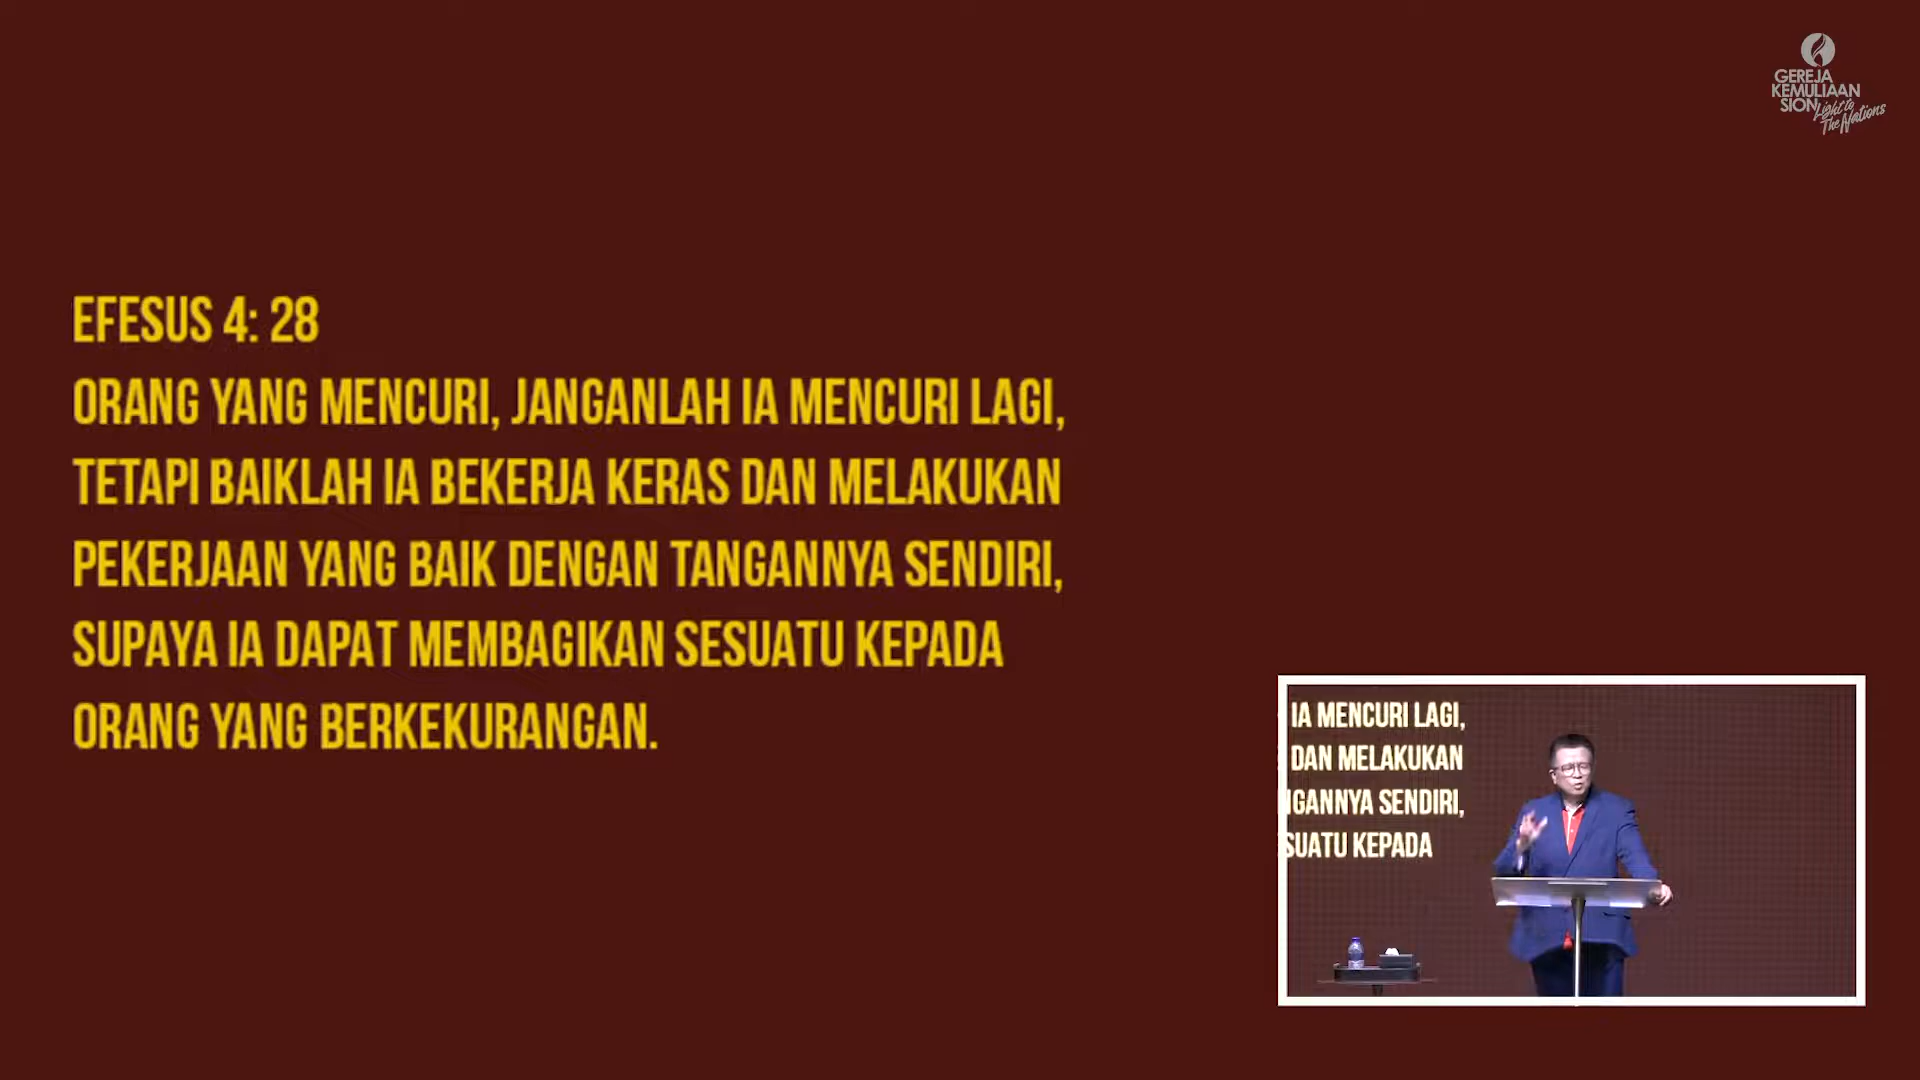 GEREJA
KEMULIAAN
SION Light to
The Nations
EFESUS 4: 28
ORANG YANG MENCURI, JANGANLAH IA MENCURI LAGI,
TETAPI BAIKLAH IA BEKERJA KERAS DAN MELAKUKAN
PEKERJAAN YANG BAIK DENGAN TANGANNYA SENDIRI,
SUPAYA IA DAPAT MEMBAGIKAN SESUATU KEPADA
ORANG YANG BERKEKURANGAN.
IA MENCURI LAGI,
DAN MELAKUKAN
NGANNYA SENDIRI,
SUATU KEPADA